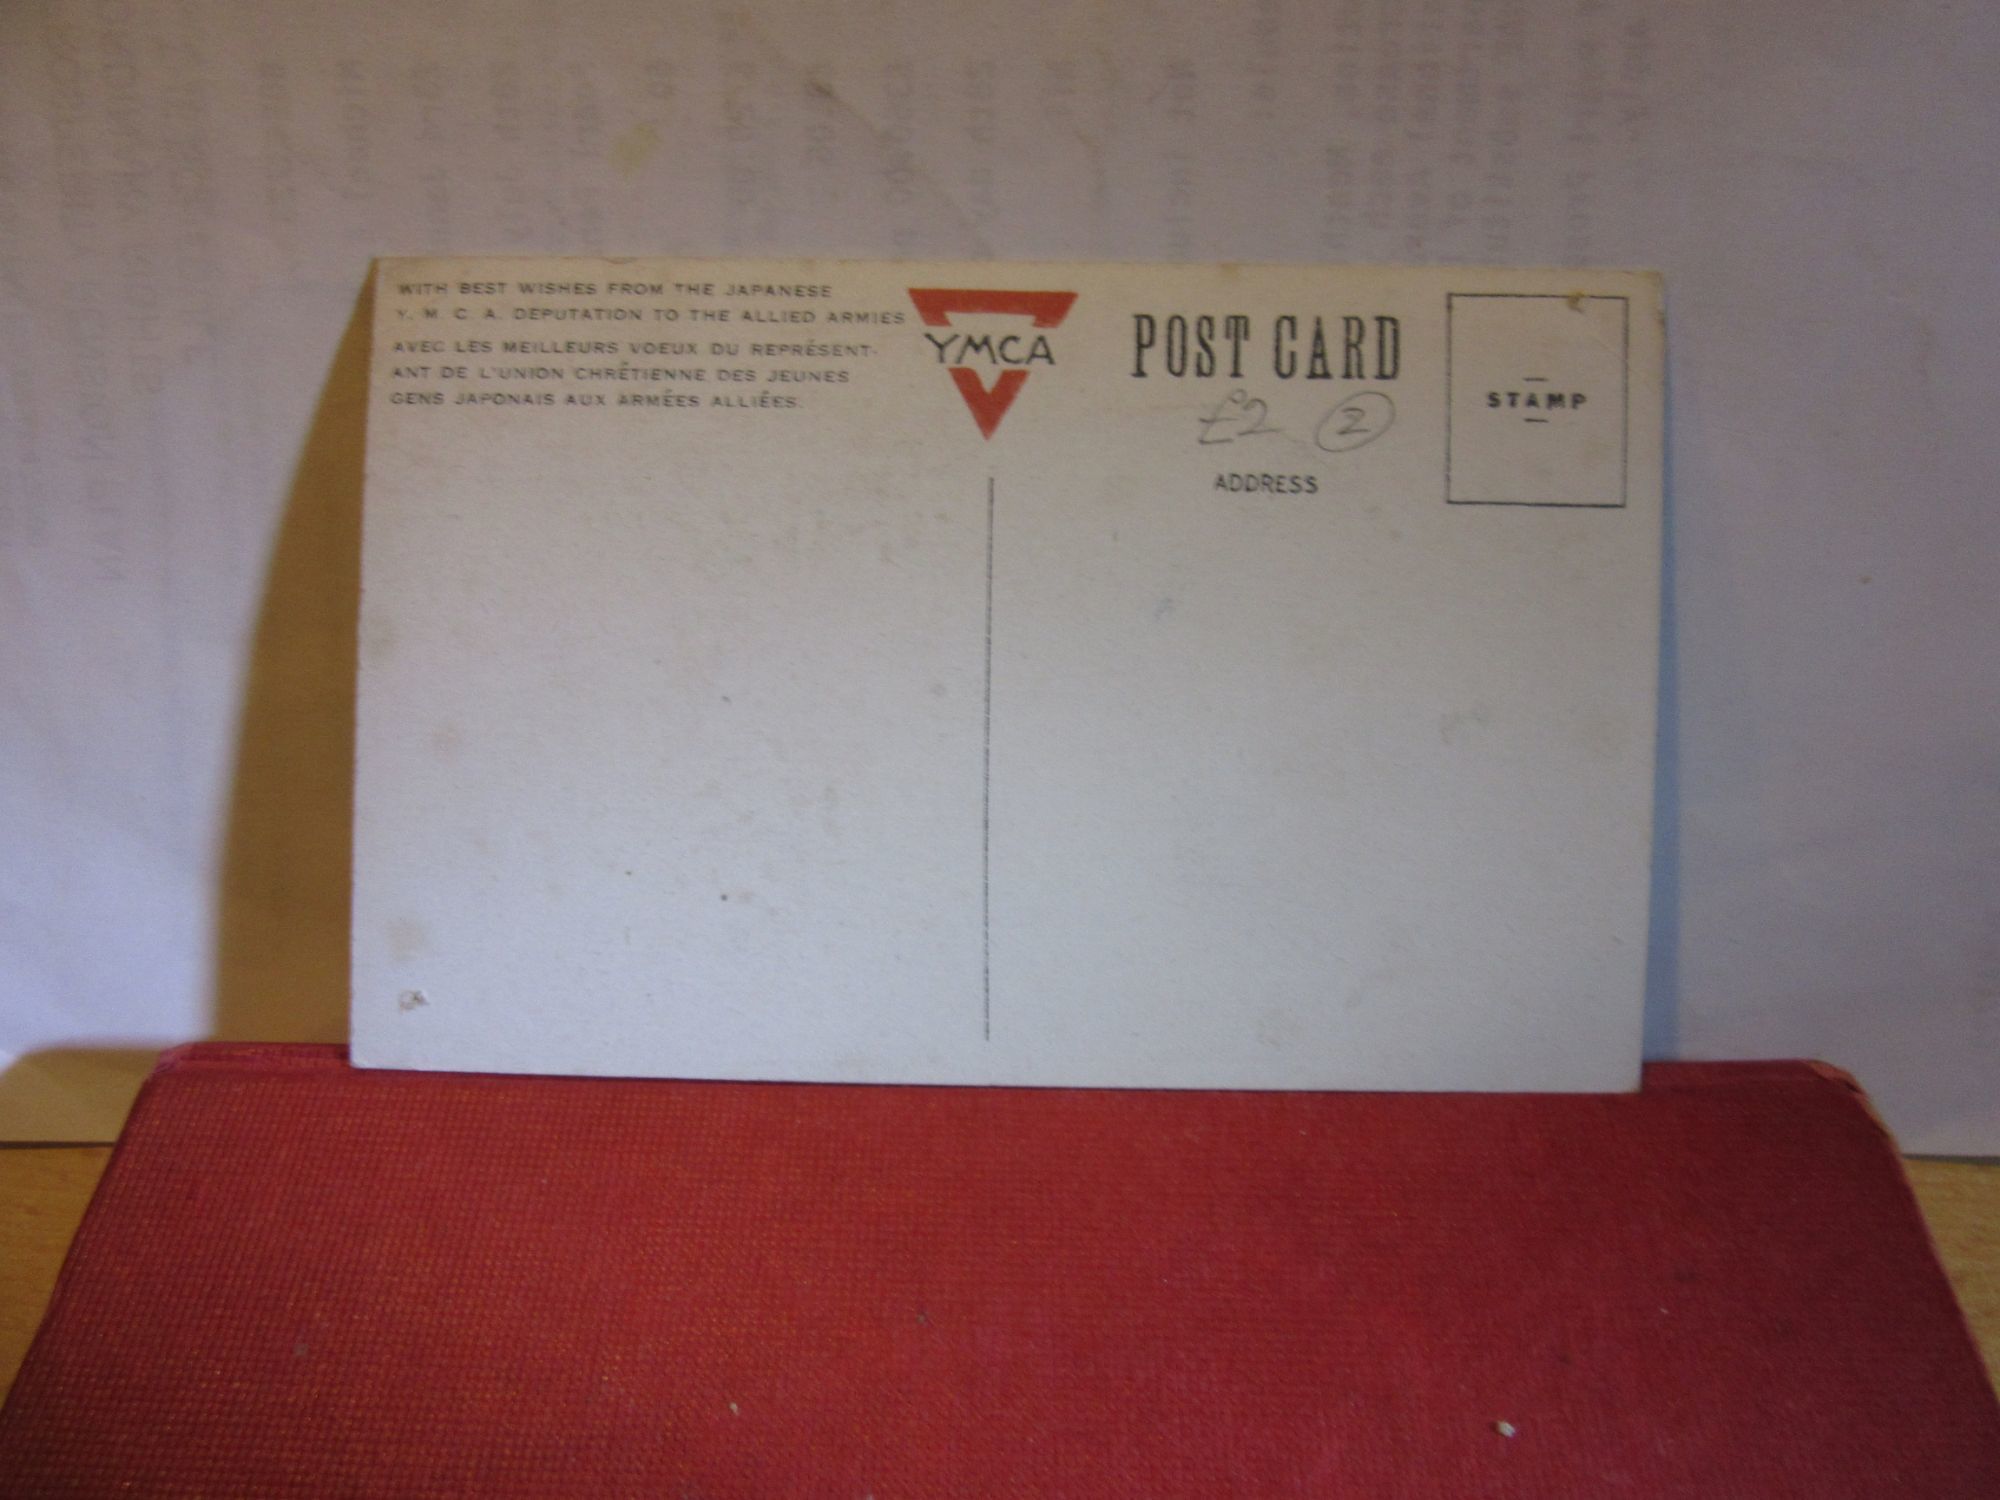 WITH BEST WISHES FROM THE JAPANESE
Y. M. C. A. DEPUTATION TO THE ALLIED ARMIES
AVEC LES MEILLEURS VOEUX DU REPRÉSENT-
ANT DE L'UNION CHRÉTIENNE DES JEUNES
GENS JAPONAIS AUX ARMÉES ALLIÉES.
YMCA
POST CARD
£2 2
ADDRESS
STAMP